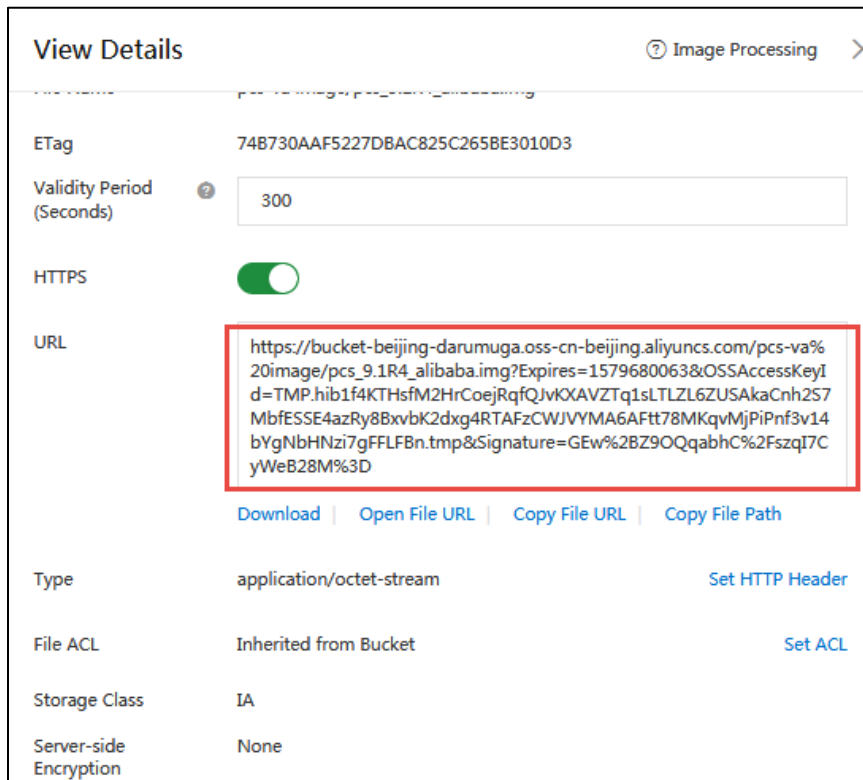 View Details
Image Processing
ETag
74B730AAF5227DBAC825C265BE3010D3
Validity Period
(Seconds)
300
HTTPS
URL
https://bucket-beijing-darumuga.oss-cn-beijing.aliyuncs.com/pcs-va%
20image/pcs_9.1R4_alibaba.img?Expires=1579680063&OSSAccessKeyI
d=TMP.hib1f4KTHsfM2HrCoejRqfQJvKXAVZTq1sLTLZL6ZUSAkaCnh2S7
MbfESSE4azRy8BxvbK2dxg4RTAFzCWJVYMA6AFtt78MKqvMjPiPnf3v14
bYgNbHNzi7gFFLFBn.tmp&Signature=GEw%2BZ9OQqabhC%2FszqI7C
yWeB28M%3D
Download | Open File URL | Copy File URL | Copy File Path
Type
application/octet-stream
Set HTTP Header
File ACL
Inherited from Bucket
Set ACL
Storage Class
IA
Server-side
Encryption
None